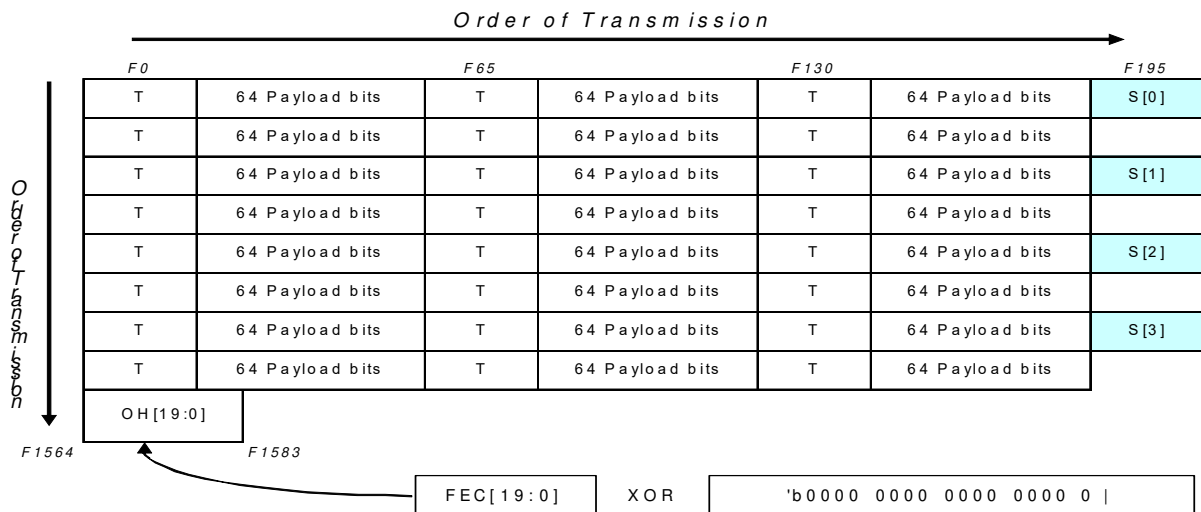 Order of Transmission
F0 F65 F130 F195
T 64 Payload bits T 64 Payload bits T 64 Payload bits S[0]
T 64 Payload bits T 64 Payload bits T 64 Payload bits
T 64 Payload bits T 64 Payload bits T 64 Payload bits S[1]
T 64 Payload bits T 64 Payload bits T 64 Payload bits
T 64 Payload bits T 64 Payload bits T 64 Payload bits S[2]
T 64 Payload bits T 64 Payload bits T 64 Payload bits
T 64 Payload bits T 64 Payload bits T 64 Payload bits S[3]
T 64 Payload bits T 64 Payload bits T 64 Payload bits
Order of Transmission
OH[19:0]
F1564 F1583
FEC[19:0] XOR 'b0000 0000 0000 0000 0 |